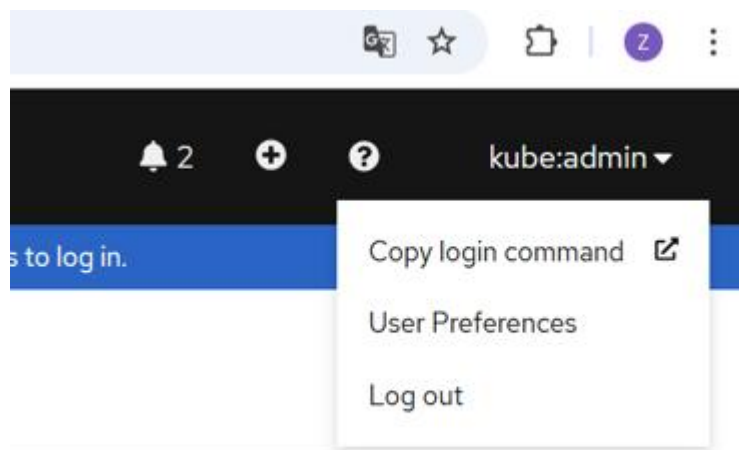 Z
2
kube:admin
s to log in.
Copy login command
User Preferences
Log out